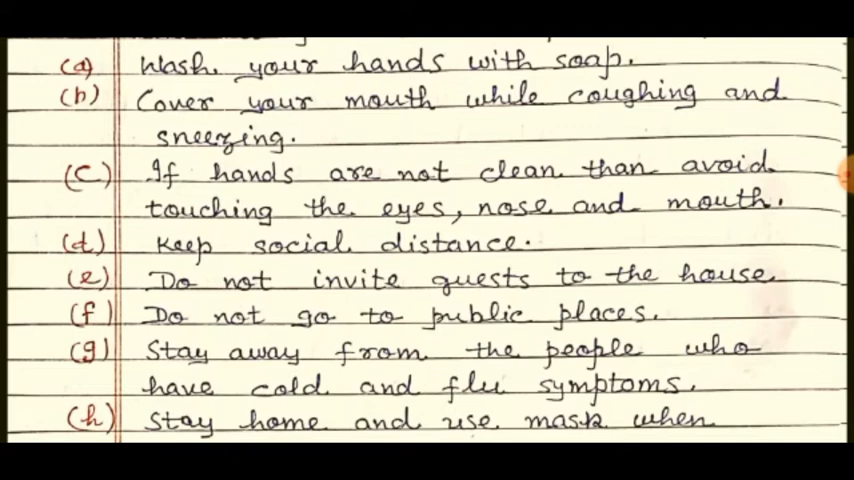 (a) Wash your hands with soap.
(b) Cover your mouth while coughing and
sneezing.
(c) If hands are not clean than avoid
touching the eyes, nose and mouth.
(d) Keep social distance.
(e) Do not invite guests to the house.
(f) Do not go to public places.
(g) Stay away from the people who
have cold and flu symptoms.
(h) Stay home and use mask when